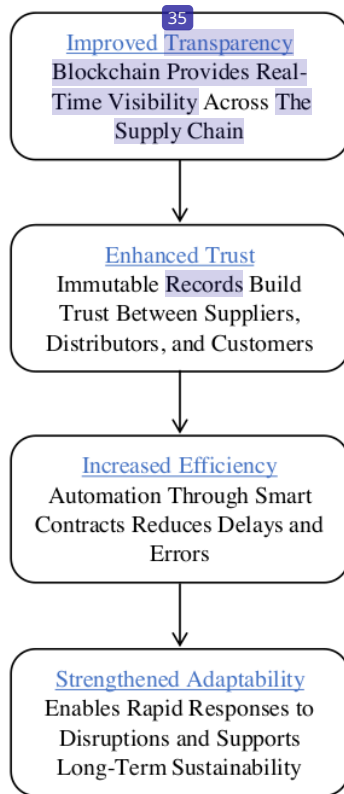 35
Improved Transparency
Blockchain Provides Real-
Time Visibility Across The
Supply Chain
Enhanced Trust
Immutable Records Build
Trust Between Suppliers,
Distributors, and Customers
Increased Efficiency
Automation Through Smart
Contracts Reduces Delays and
Errors
Strengthened Adaptability
Enables Rapid Responses to
Disruptions and Supports
Long-Term Sustainability